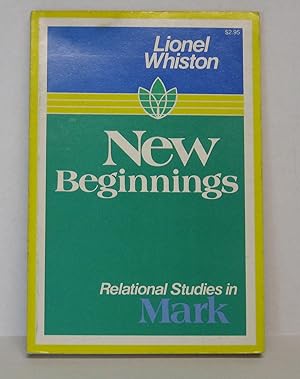 $2.95
Lionel
Whiston
New
Beginnings
Relational Studies in
Mark